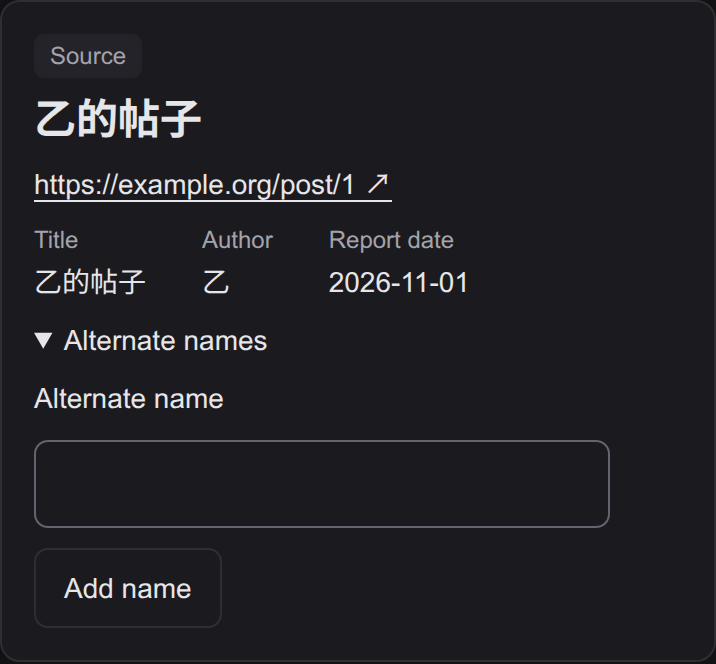 Source
乙的帖子
https://example.org/post/1 ↗
Title Author Report date
乙的帖子 乙 2026-11-01
▼ Alternate names
Alternate name
Add name